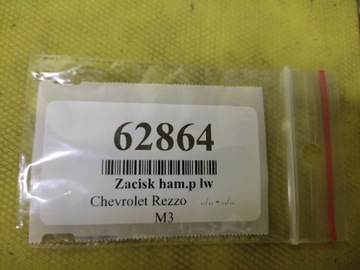 62864
Zacisk ham.p lw
Chevrolet Rezzo ../.. - ../..
M3